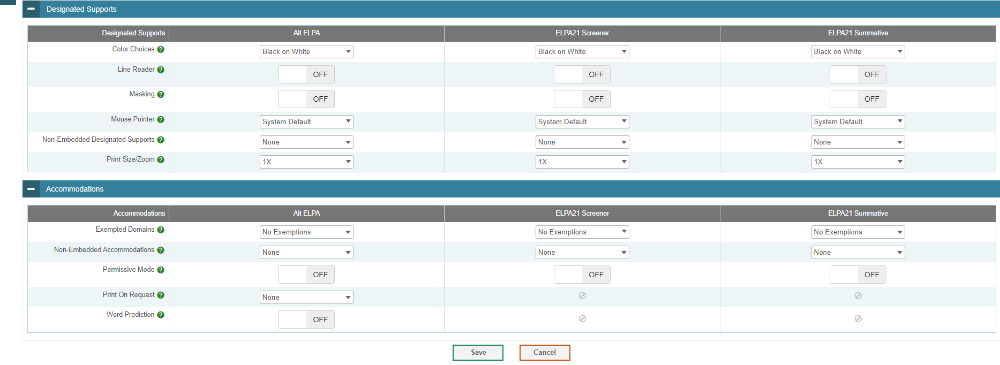 Designated Supports
Designated Supports Alt ELPA ELPA21 Screener ELPA21 Summative
Color Choices ? Black on White Black on White Black on White
Line Reader ? OFF OFF OFF
Masking ? OFF OFF OFF
Mouse Pointer ? System Default System Default System Default
Non-Embedded Designated Supports ? None None None
Print Size/Zoom ? 1X 1X 1X
Accommodations
Accommodations Alt ELPA ELPA21 Screener ELPA21 Summative
Exempted Domains ? No Exemptions No Exemptions No Exemptions
Non-Embedded Accommodations ? None None None
Permissive Mode ? OFF OFF OFF
Print On Request ? None
Word Prediction ? OFF
Save Cancel